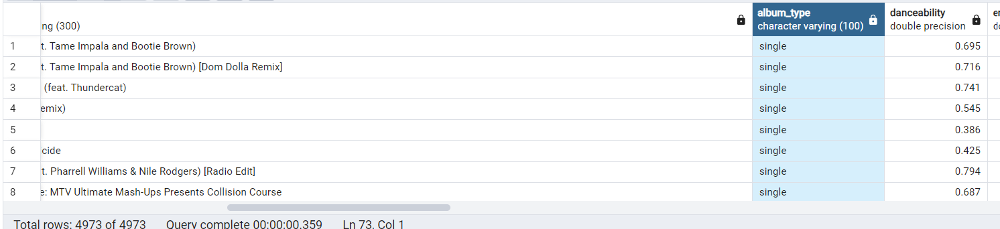 ng (300)
album_type
character varying (100)
danceability
double precision
1 t. Tame Impala and Bootie Brown) single 0.695
2 t. Tame Impala and Bootie Brown) [Dom Dolla Remix] single 0.716
3 (feat. Thundercat) single 0.741
4 emix) single 0.545
5 single 0.386
6 cide single 0.425
7 t. Pharrell Williams & Nile Rodgers) [Radio Edit] single 0.794
8 e: MTV Ultimate Mash-Ups Presents Collision Course single 0.687
Total rows: 4973 of 4973 Query complete 00:00:00.359 Ln 73, Col 1